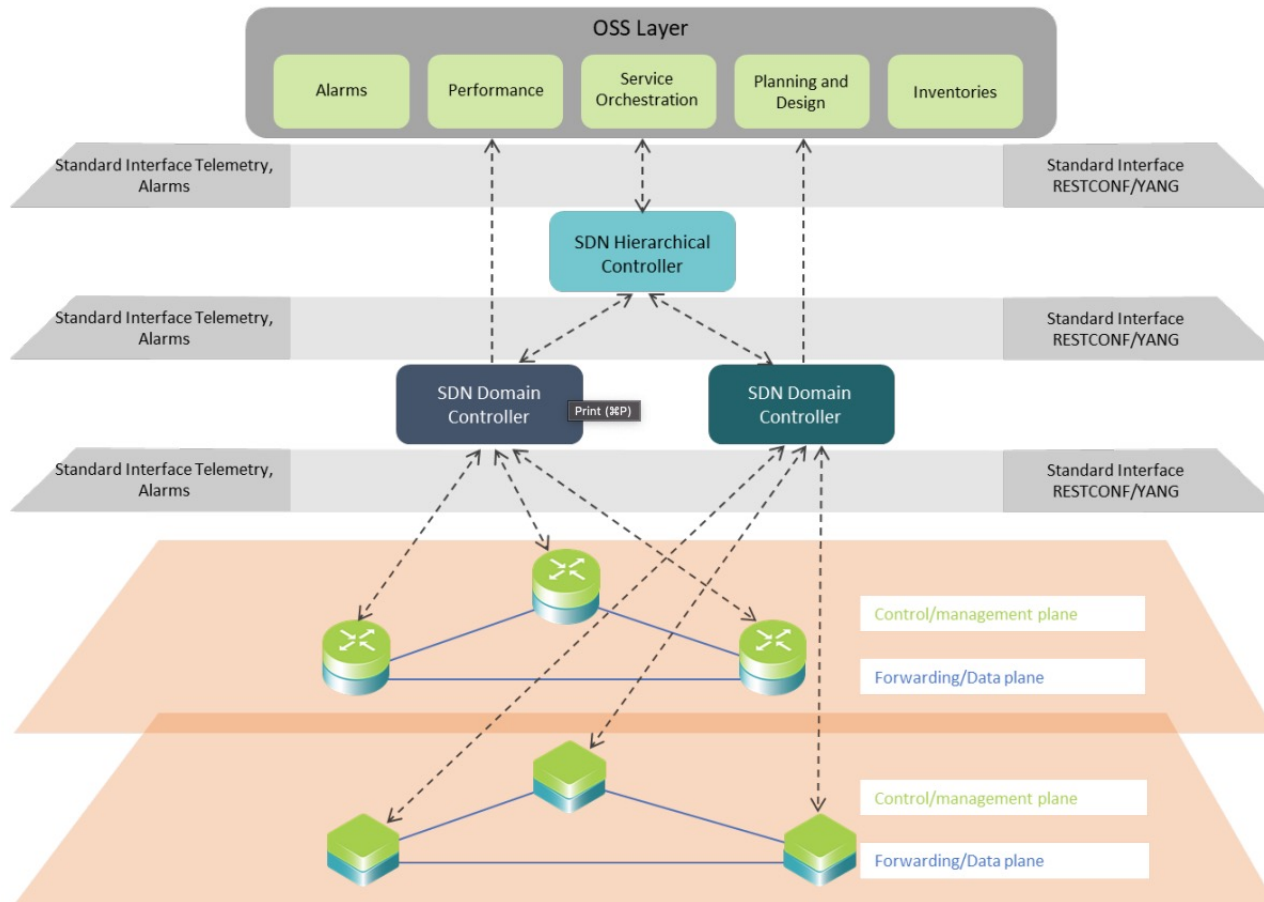 OSS Layer
Alarms
Performance
Service
Orchestration
Planning and
Design
Inventories
Standard Interface Telemetry,
Alarms
Standard Interface
RESTCONF/YANG
SDN Hierarchical
Controller
Standard Interface Telemetry,
Alarms
Standard Interface
RESTCONF/YANG
SDN Domain
Controller
Print (⌘P)
SDN Domain
Controller
Standard Interface Telemetry,
Alarms
Standard Interface
RESTCONF/YANG
Control/management plane
Forwarding/Data plane
Control/management plane
Forwarding/Data plane